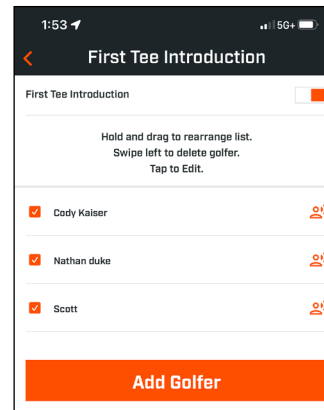 1:53
5G+
First Tee Introduction
First Tee Introduction
Hold and drag to rearrange list.
Swipe left to delete golfer.
Tap to Edit.
Cody Kaiser
Nathan duke
Scott
Add Golfer